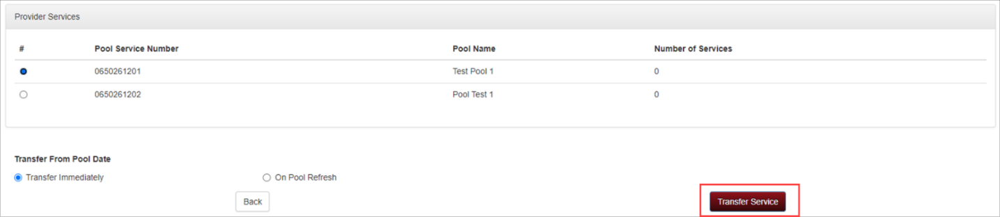 Provider Services
# Pool Service Number Pool Name Number of Services
0650261201 Test Pool 1 0
0650261202 Pool Test 1 0
Transfer From Pool Date
Transfer Immediately On Pool Refresh
Back Transfer Service